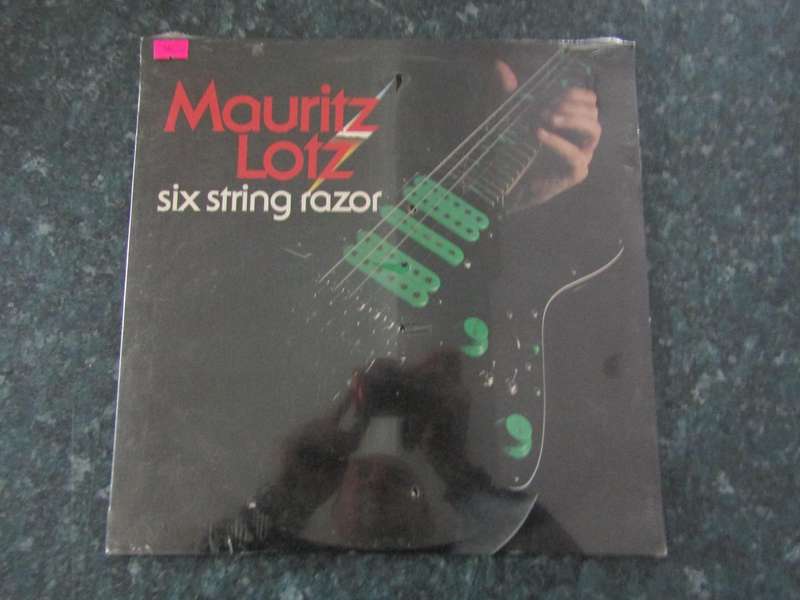 Mauritz
Lotz
six string razor